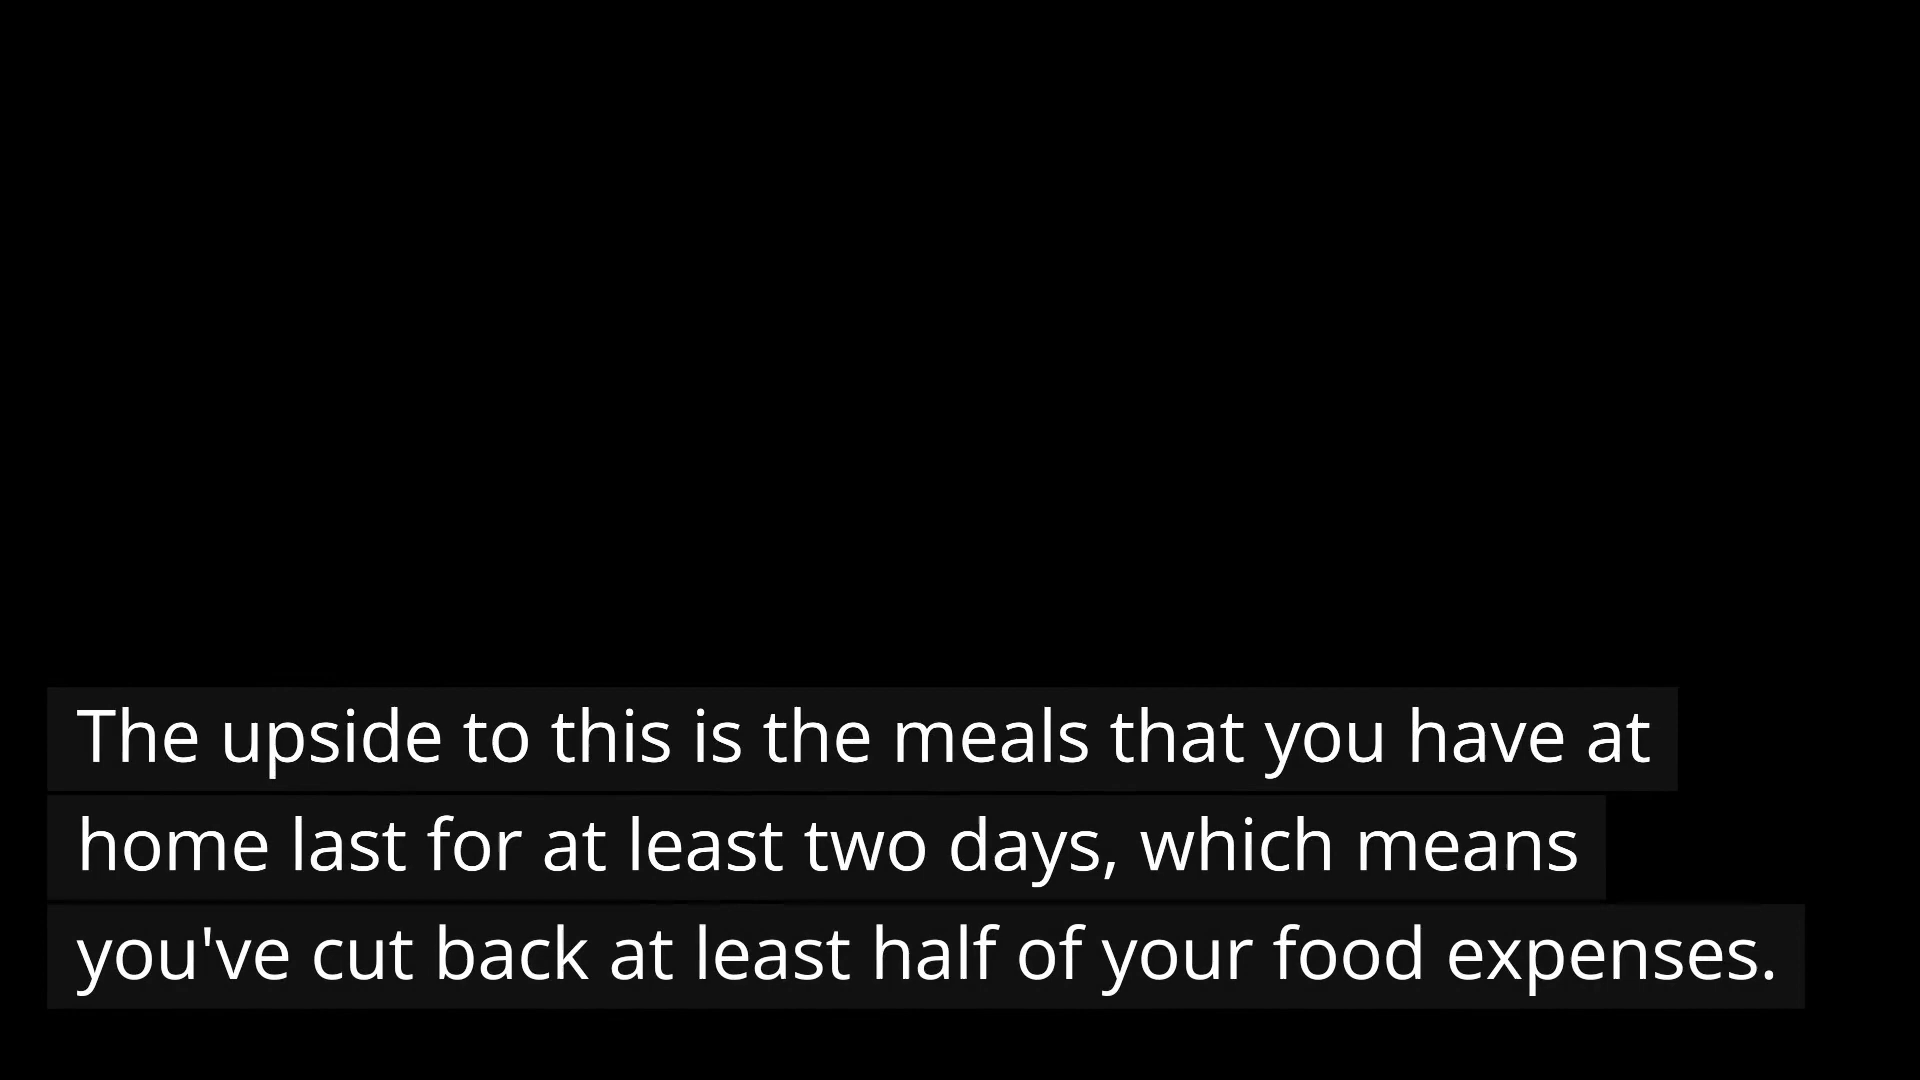 The upside to this is the meals that you have at
home last for at least two days, which means
you've cut back at least half of your food expenses.